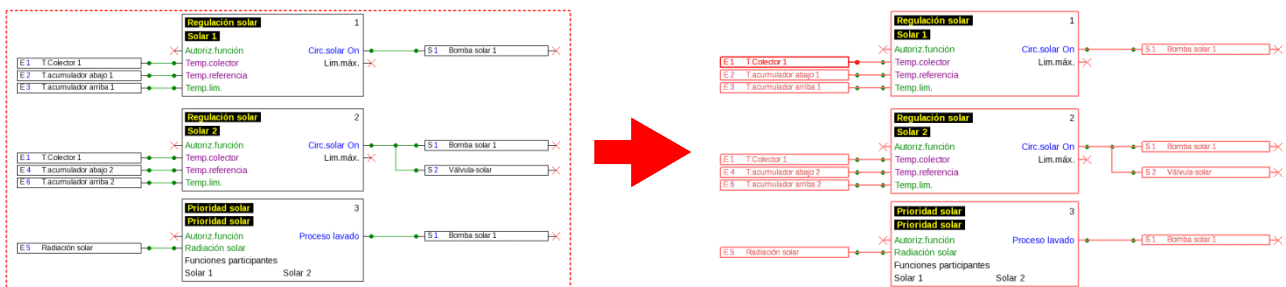 Regulación solar 1
Solar 1
Autoriz.función Circ.solar On S 1 Bomba solar 1
E 1 T.Colector 1 Temp.colector Lim.máx.
E 2 T.acumulador abajo 1 Temp.referencia
E 3 T.acumulador arriba 1 Temp.lim.
Regulación solar 2
Solar 2
Autoriz.función Circ.solar On S 1 Bomba solar 1
E 1 T.Colector 1 Temp.colector Lim.máx.
E 4 T.acumulador abajo 2 Temp.referencia S 2 Válvula-solar
E 6 T.acumulador arriba 2 Temp.lim.
Prioridad solar 3
Prioridad solar
Autoriz.función Proceso lavado S 1 Bomba solar 1
E 5 Radiación solar Radiación solar
Funciones participantes
Solar 1 Solar 2
Regulación solar 1
Solar 1
Autoriz.función Circ.solar On S 1 Bomba solar 1
E 1 T.Colector 1 Temp.colector Lim.máx.
E 2 T.acumulador abajo 1 Temp.referencia
E 3 T.acumulador arriba 1 Temp.lim.
Regulación solar 2
Solar 2
Autoriz.función Circ.solar On S 1 Bomba solar 1
E 1 T.Colector 1 Temp.colector Lim.máx.
E 4 T.acumulador abajo 2 Temp.referencia S 2 Válvula-solar
E 6 T.acumulador arriba 2 Temp.lim.
Prioridad solar 3
Prioridad solar
Autoriz.función Proceso lavado S 1 Bomba solar 1
E 5 Radiación solar Radiación solar
Funciones participantes
Solar 1 Solar 2